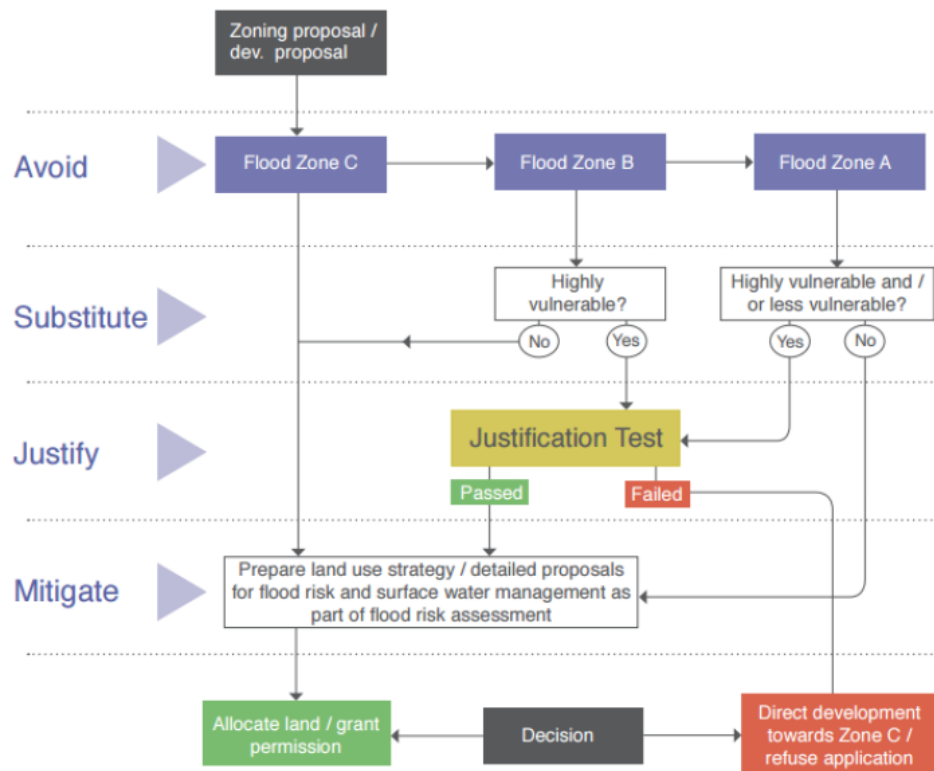 Zoning proposal /
dev. proposal
Avoid
Flood Zone C
Flood Zone B
Flood Zone A
Substitute
Highly
vulnerable?
No
Yes
Highly vulnerable and /
or less vulnerable?
Yes
No
Justify
Justification Test
Passed
Failed
Mitigate
Prepare land use strategy / detailed proposals
for flood risk and surface water management as
part of flood risk assessment
Allocate land / grant
permission
Decision
Direct development
towards Zone C /
refuse application